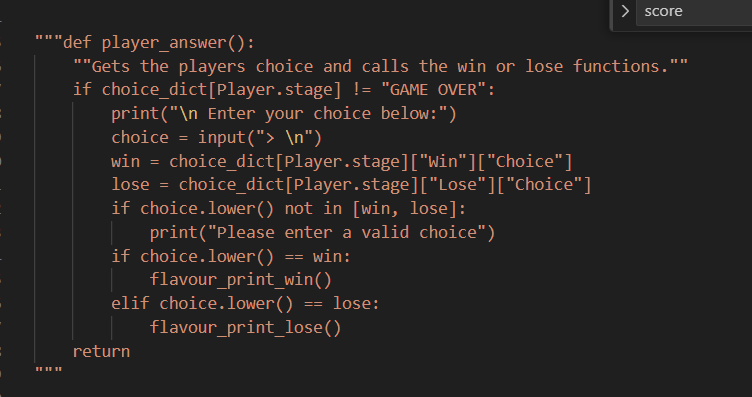 > score
"""def player_answer():
    ""Gets the players choice and calls the win or lose functions.""
    if choice_dict[Player.stage] != "GAME OVER":
        print("\n Enter your choice below:")
        choice = input("> \n")
        win = choice_dict[Player.stage]["Win"]["Choice"]
        lose = choice_dict[Player.stage]["Lose"]["Choice"]
        if choice.lower() not in [win, lose]:
            print("Please enter a valid choice")
        if choice.lower() == win:
            flavour_print_win()
        elif choice.lower() == lose:
            flavour_print_lose()
    return
"""